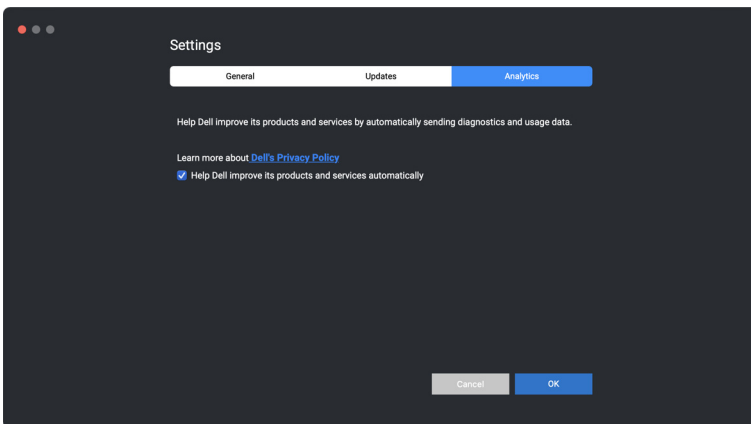 Settings
General
Updates
Analytics
Help Dell improve its products and services by automatically sending diagnostics and usage data.
Learn more about Dell's Privacy Policy
Help Dell improve its products and services automatically
Cancel
OK